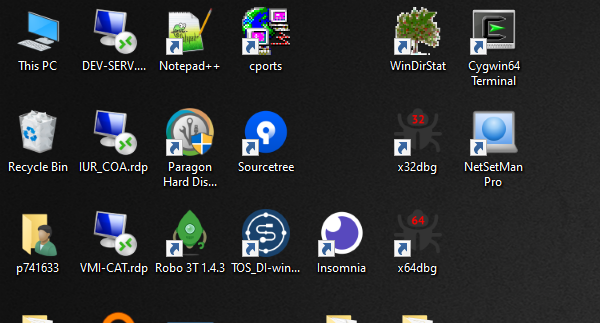 This PC
DEV-SERV....
Notepad++
cports
WinDirStat
Cygwin64
Terminal
Recycle Bin
IUR_COA.rdp
Paragon
Hard Dis...
Sourcetree
32
x32dbg
NetSetMan
Pro
p741633
VMI-CAT.rdp
Robo 3T 1.4.3
TOS_DI-win...
Insomnia
64
x64dbg